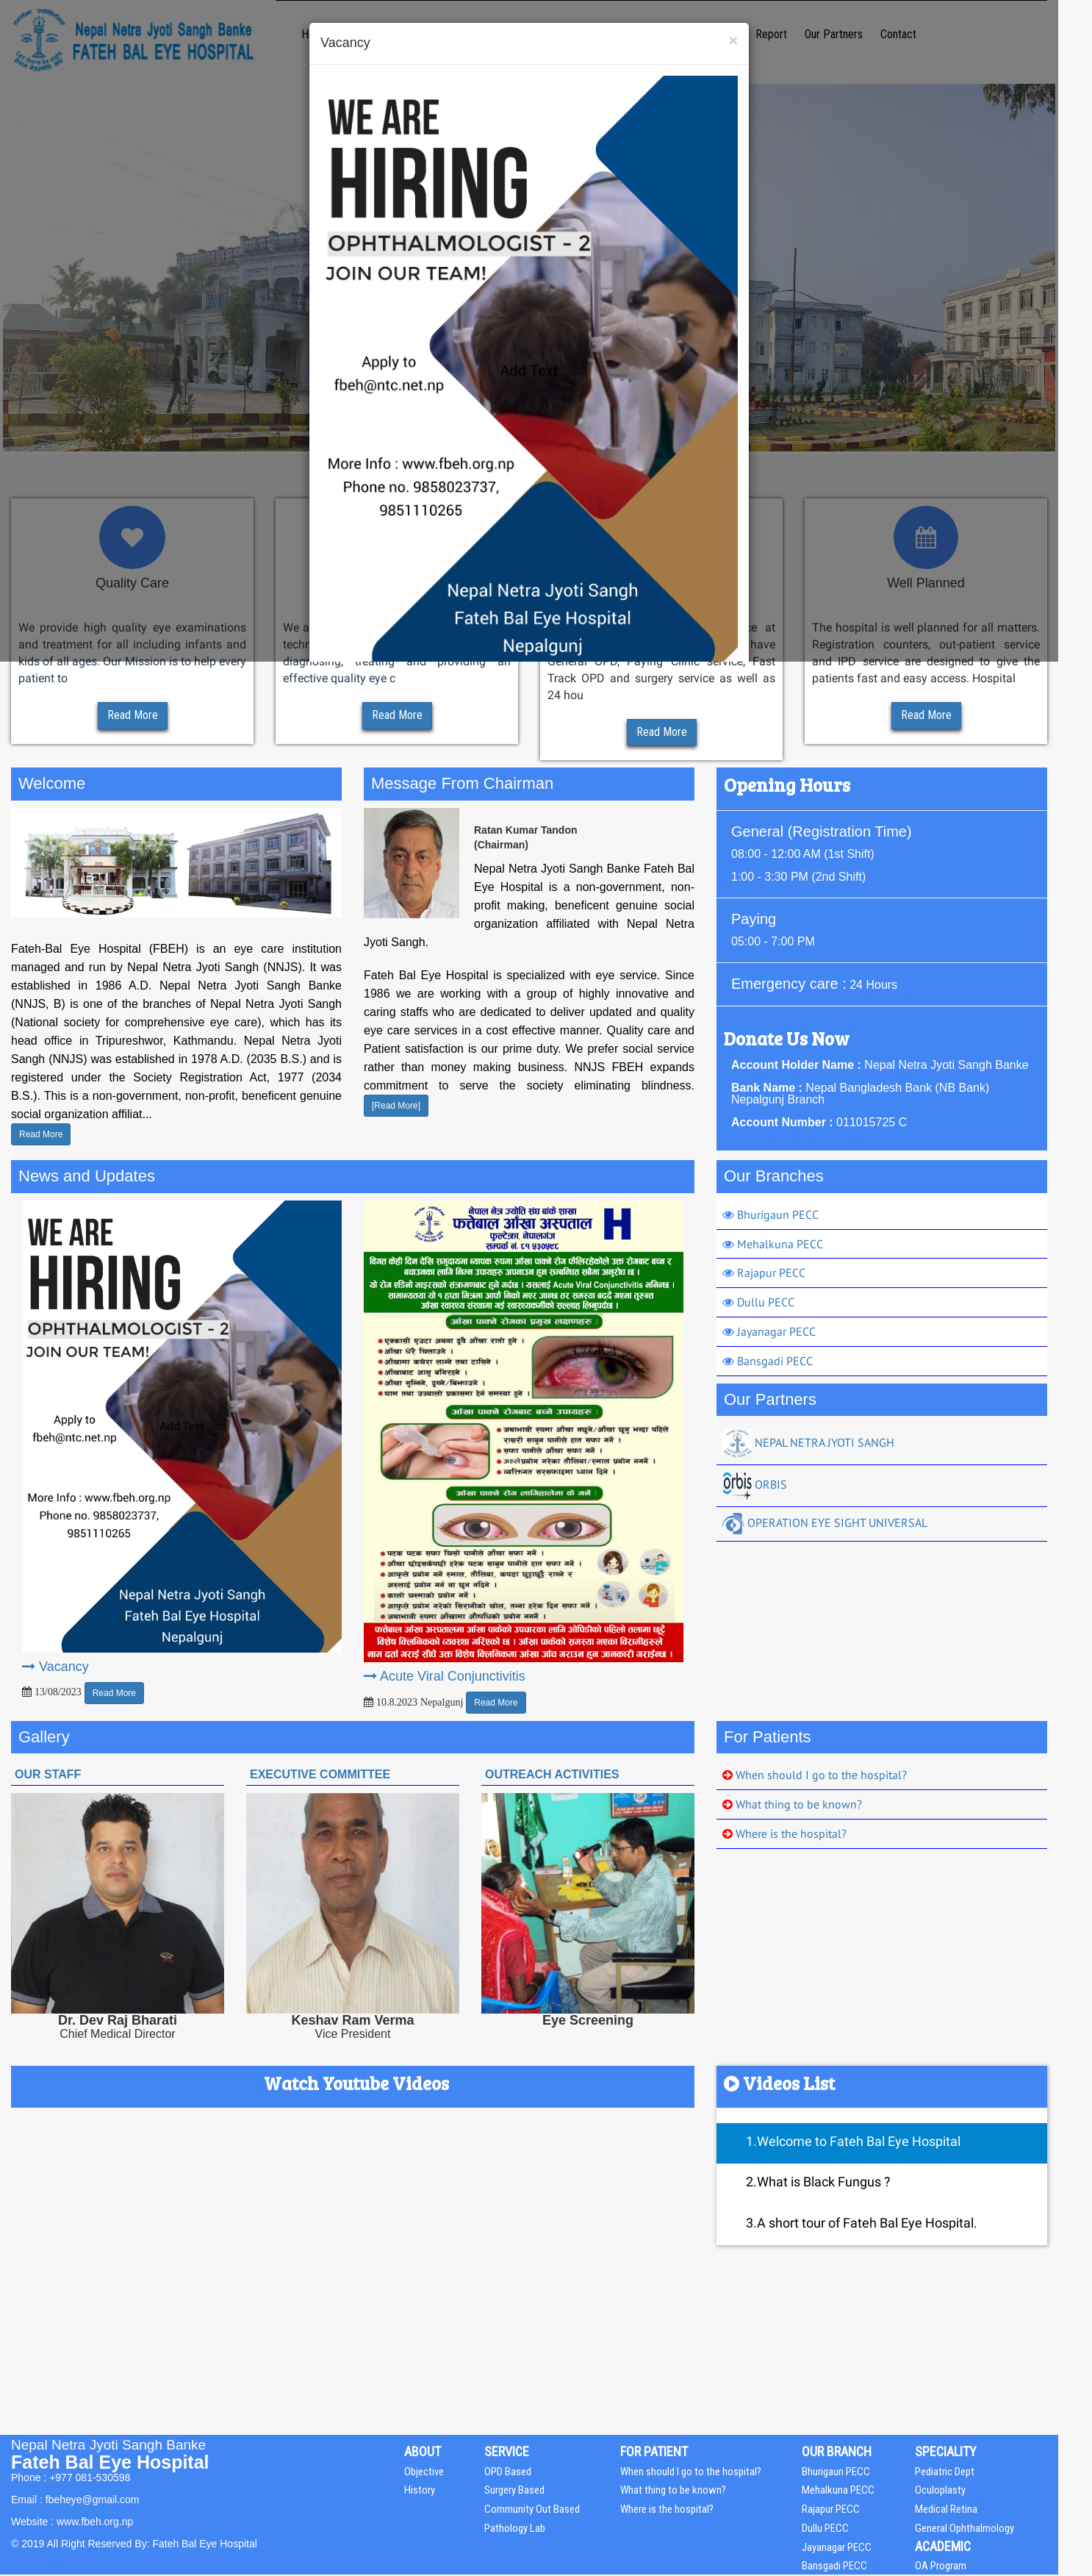 Nepal Netra Jyoti Sangh Banke
FATEH BAL EYE HOSPITAL
Report
Our Partners
Contact
Vacancy
×
WE ARE
HIRING
OPHTHALMOLOGIST - 2
JOIN OUR TEAM!
Apply to
fbeh@ntc.net.np
Add Text
More Info : www.fbeh.org.np
Phone no. 9858023737,
9851110265
Nepal Netra Jyoti Sangh
Fateh Bal Eye Hospital
Nepalgunj
Quality Care
We provide high quality eye examinations
and treatment for all including infants and
kids of all ages. Our Mission is to help every
patient to
Read More
We a
techn
diagnosing, treating and providing an
effective quality eye c
Read More
ce at
have
General OPD, Paying Clinic service, Fast
Track OPD and surgery service as well as
24 hou
Read More
Well Planned
The hospital is well planned for all matters.
Registration counters, out-patient service
and IPD service are designed to give the
patients fast and easy access. Hospital
Read More
Welcome
Fateh-Bal Eye Hospital (FBEH) is an eye care institution
managed and run by Nepal Netra Jyoti Sangh (NNJS). It was
established in 1986 A.D. Nepal Netra Jyoti Sangh Banke
(NNJS, B) is one of the branches of Nepal Netra Jyoti Sangh
(National society for comprehensive eye care), which has its
head office in Tripureshwor, Kathmandu. Nepal Netra Jyoti
Sangh (NNJS) was established in 1978 A.D. (2035 B.S.) and is
registered under the Society Registration Act, 1977 (2034
B.S.). This is a non-government, non-profit, beneficent genuine
social organization affiliat...
Read More
Message From Chairman
Ratan Kumar Tandon
(Chairman)
Nepal Netra Jyoti Sangh Banke Fateh Bal
Eye Hospital is a non-government, non-
profit making, beneficent genuine social
organization affiliated with Nepal Netra
Jyoti Sangh.
Fateh Bal Eye Hospital is specialized with eye service. Since
1986 we are working with a group of highly innovative and
caring staffs who are dedicated to deliver updated and quality
eye care services in a cost effective manner. Quality care and
Patient satisfaction is our prime duty. We prefer social service
rather than money making business. NNJS FBEH expands
commitment to serve the society eliminating blindness.
[Read More]
Opening Hours
General (Registration Time)
08:00 - 12:00 AM (1st Shift)
1:00 - 3:30 PM (2nd Shift)
Paying
05:00 - 7:00 PM
Emergency care : 24 Hours
Donate Us Now
Account Holder Name : Nepal Netra Jyoti Sangh Banke
Bank Name : Nepal Bangladesh Bank (NB Bank)
Nepalgunj Branch
Account Number : 011015725 C
News and Updates
WE ARE
HIRING
OPHTHALMOLOGIST - 2
JOIN OUR TEAM!
Apply to
fbeh@ntc.net.np
Add Text
More Info : www.fbeh.org.np
Phone no. 9858023737,
9851110265
Nepal Netra Jyoti Sangh
Fateh Bal Eye Hospital
Nepalgunj
Vacancy
13/08/2023 Read More
नेपाल नेत्र ज्योति संघ बांके शाखा
फत्तेबाल आँखा अस्पताल
फुल्टेक्रा, नेपालगंज
सम्पर्क नं. ८१ ५३०५९८
H
आँखा पाक्ने रोगका प्रमुख लक्षणहरू :
आँखा पाक्ने रोगबाट बच्ने उपायहरू :
आँखा पाक्ने रोग लागिहालेमा के गर्ने :
Acute Viral Conjunctivitis
10.8.2023 Nepalgunj Read More
Our Branches
Bhurigaun PECC
Mehalkuna PECC
Rajapur PECC
Dullu PECC
Jayanagar PECC
Bansgadi PECC
Our Partners
NEPAL NETRA JYOTI SANGH
orbis ORBIS
OPERATION EYE SIGHT UNIVERSAL
Gallery
OUR STAFF
Dr. Dev Raj Bharati
Chief Medical Director
EXECUTIVE COMMITTEE
Keshav Ram Verma
Vice President
OUTREACH ACTIVITIES
Eye Screening
For Patients
When should I go to the hospital?
What thing to be known?
Where is the hospital?
Watch Youtube Videos
Videos List
1.Welcome to Fateh Bal Eye Hospital
2.What is Black Fungus ?
3.A short tour of Fateh Bal Eye Hospital.
Nepal Netra Jyoti Sangh Banke
Fateh Bal Eye Hospital
Phone : +977 081-530598
Email : fbeheye@gmail.com
Website : www.fbeh.org.np
© 2019 All Right Reserved By: Fateh Bal Eye Hospital
ABOUT
Objective
History
SERVICE
OPD Based
Surgery Based
Community Out Based
Pathology Lab
FOR PATIENT
When should I go to the hospital?
What thing to be known?
Where is the hospital?
OUR BRANCH
Bhurigaun PECC
Mehalkuna PECC
Rajapur PECC
Dullu PECC
Jayanagar PECC
Bansgadi PECC
SPECIALITY
Pediatric Dept
Oculoplasty
Medical Retina
General Ophthalmology
ACADEMIC
OA Program